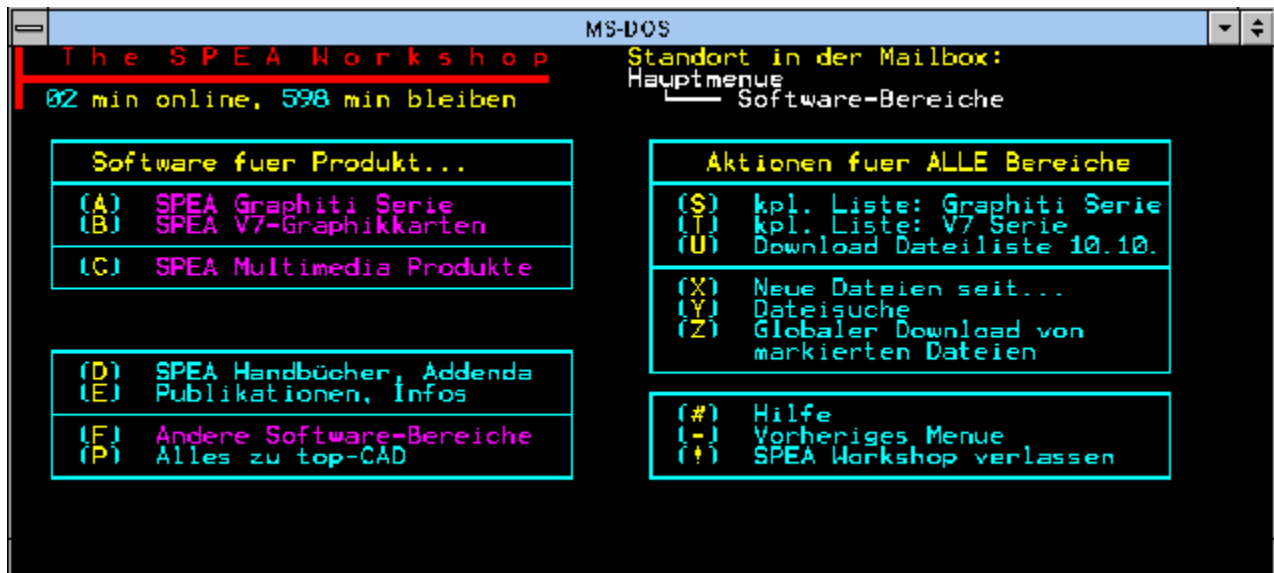 MS-DOS
The SPEA Workshop
02 min online, 598 min bleiben
Standort in der Mailbox:
Hauptmenue
Software-Bereiche
Software fuer Produkt...
(A) SPEA Graphiti Serie
(B) SPEA V7-Graphikkarten
(C) SPEA Multimedia Produkte
(D) SPEA Handbücher, Addenda
(E) Publikationen, Infos
(F) Andere Software-Bereiche
(P) Alles zu top-CAD
Aktionen fuer ALLE Bereiche
(S) kpl. Liste: Graphiti Serie
(T) kpl. Liste: V7 Serie
(U) Download Dateiliste 10.10.
(X) Neue Dateien seit...
(Y) Dateisuche
(Z) Globaler Download von
markierten Dateien
(#) Hilfe
(-) Vorheriges Menue
(!) SPEA Workshop verlassen